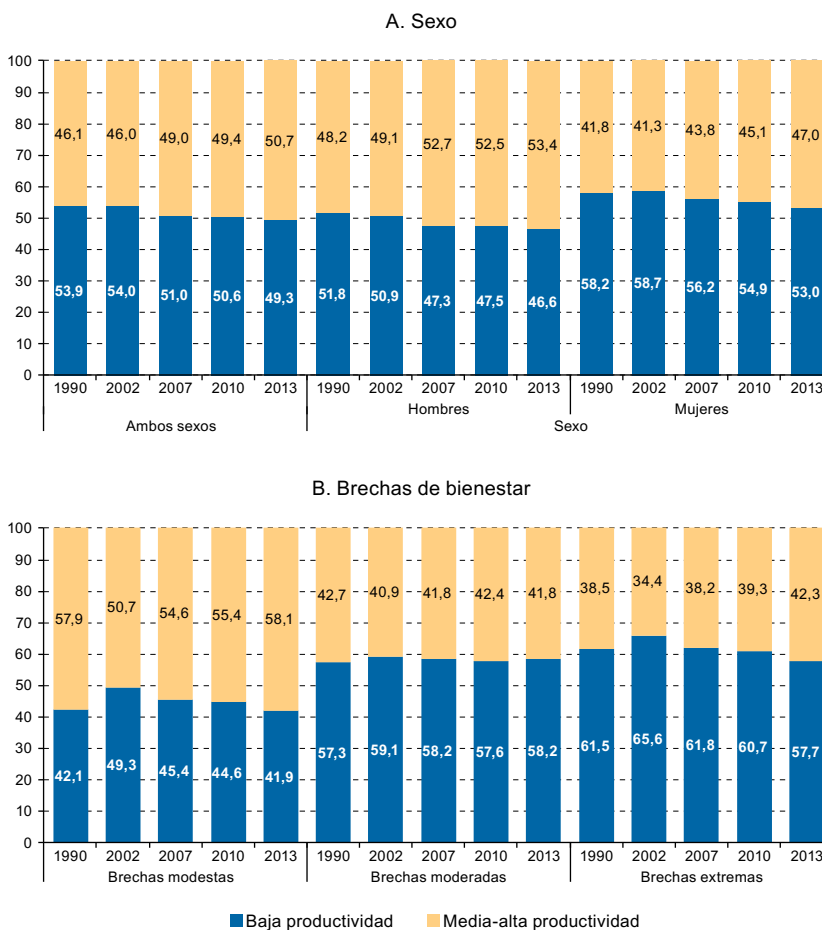 A. Sexo
100
90
80
70
60
50
40
30
20
10
0
46,1 46,0 49,0 49,4 50,7 48,2 49,1 52,7 52,5 53,4 41,8 41,3 43,8 45,1 47,0
53,9 54,0 51,0 50,6 49,3 51,8 50,9 47,3 47,5 46,6 58,2 58,7 56,2 54,9 53,0
1990 2002 2007 2010 2013 1990 2002 2007 2010 2013 1990 2002 2007 2010 2013
Hombres Mujeres
Ambos sexos Sexo
B. Brechas de bienestar
100
90
80
70
60
50
40
30
20
10
0
57,9 50,7 54,6 55,4 58,1 42,7 40,9 41,8 42,4 41,8 38,5 34,4 38,2 39,3 42,3
42,1 49,3 45,4 44,6 41,9 57,3 59,1 58,2 57,6 58,2 61,5 65,6 61,8 60,7 57,7
1990 2002 2007 2010 2013 1990 2002 2007 2010 2013 1990 2002 2007 2010 2013
Brechas modestas Brechas moderadas Brechas extremas
Baja productividad Media-alta productividad